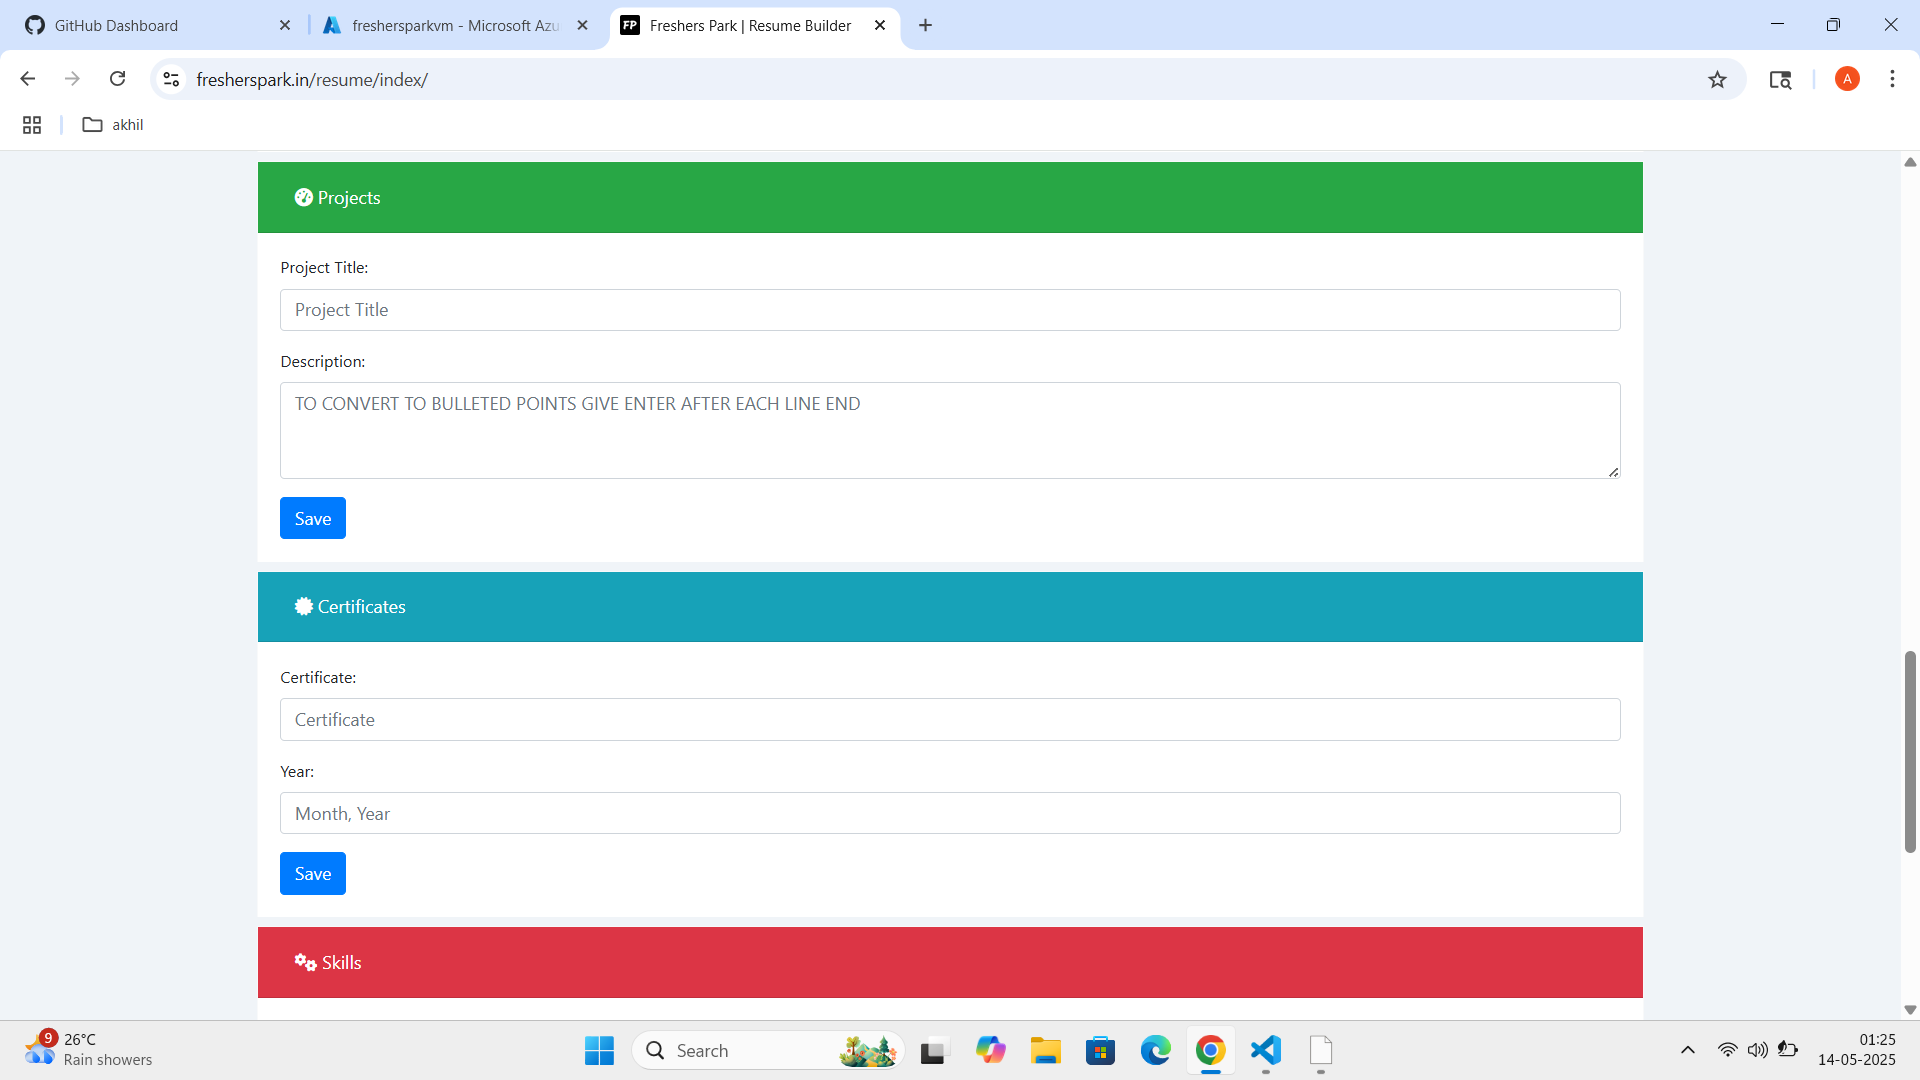 GitHub Dashboard
freshersparkvm - Microsoft Azu
FP
Freshers Park | Resume Builder
fresherspark.in/resume/index/
A
akhil
Projects
Project Title:
Project Title
Description:
TO CONVERT TO BULLETED POINTS GIVE ENTER AFTER EACH LINE END
Save
Certificates
Certificate:
Certificate
Year:
Month, Year
Save
Skills
9
26°C
Rain showers
Search
01:25
14-05-2025